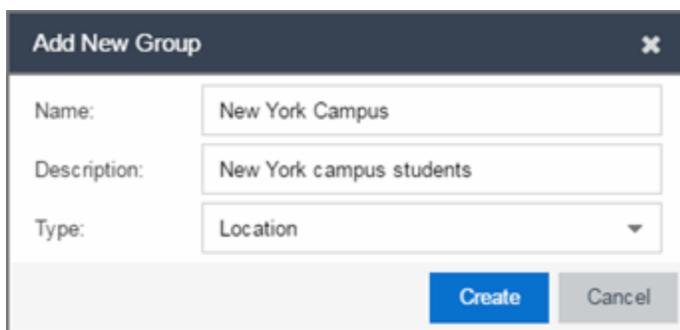 Add New Group
Name: New York Campus
Description: New York campus students
Type: Location
Create Cancel